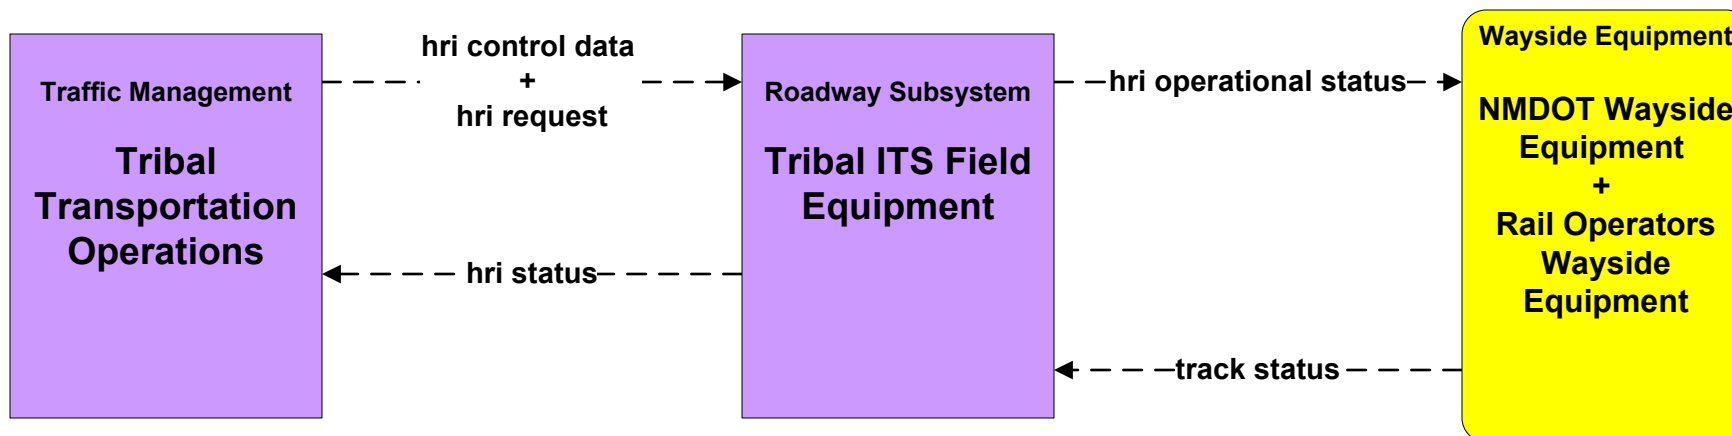 Traffic Management
Tribal
Transportation
Operations
hri control data
+
hri request
hri status
Roadway Subsystem
Tribal ITS Field
Equipment
hri operational status
track status
Wayside Equipment
NMDOT Wayside
Equipment
+
Rail Operators
Wayside
Equipment